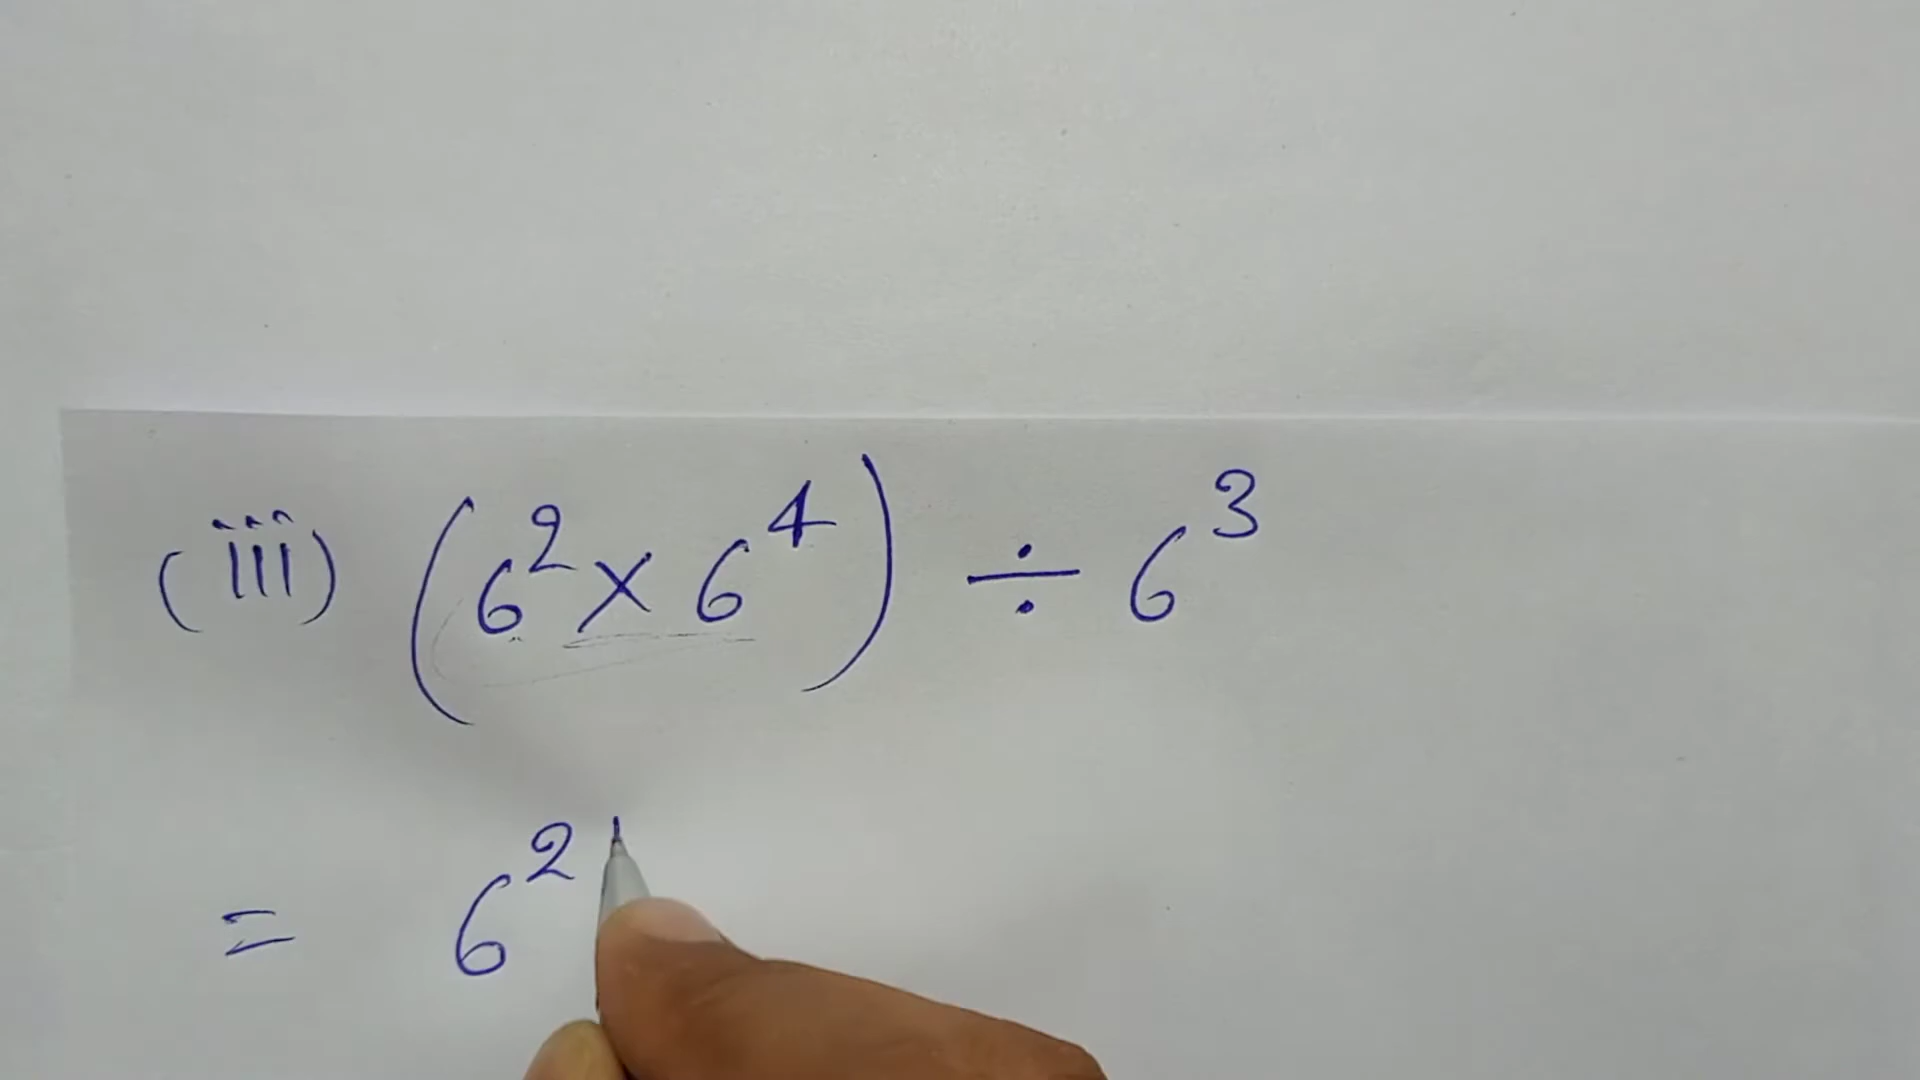 (iii) (6² × 6⁴) ÷ 6³
= 6²